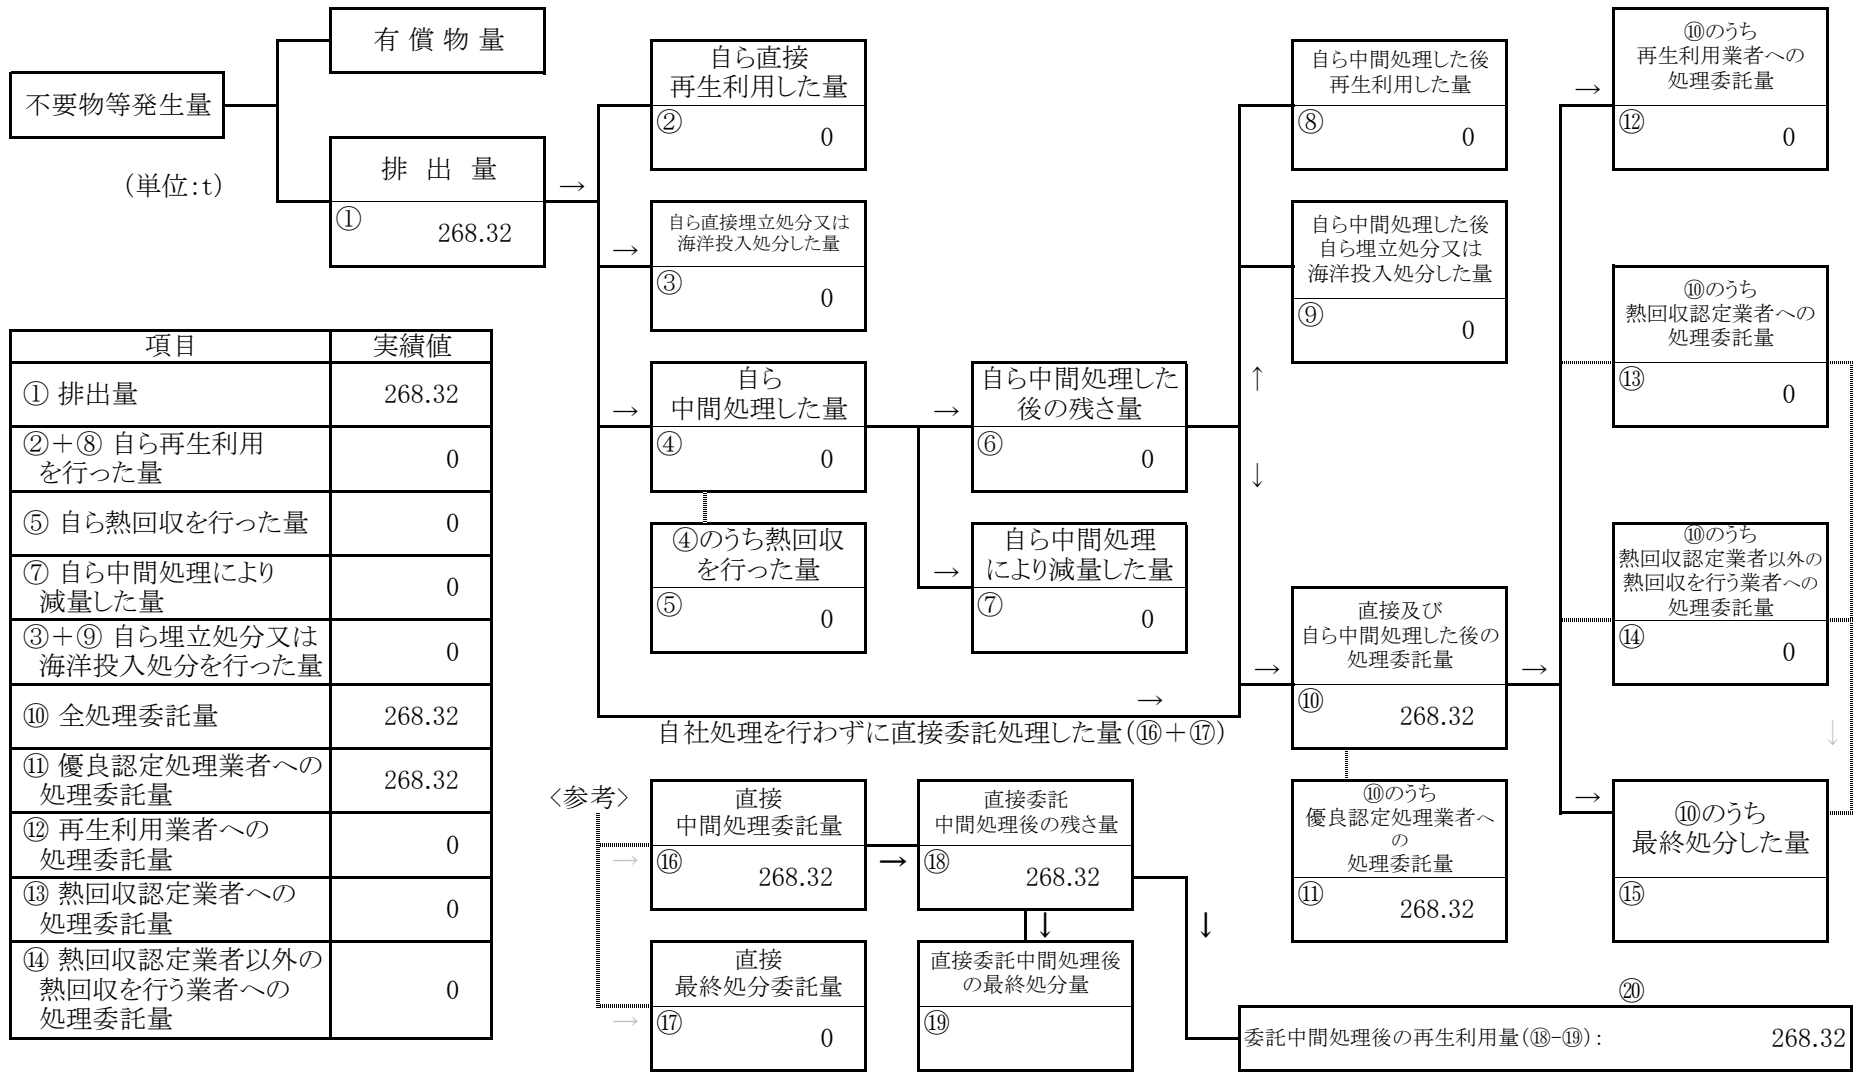 有償物量
不要物等発生量
(単位:t)
排出量
①
268.32
→
自ら直接
再生利用した量
②
0
→
自ら直接埋立処分又は
海洋投入処分した量
③
0
→
自ら
中間処理した量
④
0
④のうち熱回収
を行った量
⑤
0
→
自ら中間処理した
後の残さ量
⑥
0
→
自ら中間処理
により減量した量
⑦
0
自ら中間処理した後
再生利用した量
⑧
0
自ら中間処理した後
自ら埋立処分又は
海洋投入処分した量
⑨
0
↑
↓
→
自社処理を行わずに直接委託処理した量(⑯+⑰)
→
直接及び
自ら中間処理した後の
処理委託量
⑩
268.32
⑩のうち
優良認定処理業者へ
の
処理委託量
⑪
268.32
→
→
⑩のうち
再生利用業者への
処理委託量
⑫
0
⑩のうち
熱回収認定業者への
処理委託量
⑬
0
⑩のうち
熱回収認定業者以外の
熱回収を行う業者への
処理委託量
⑭
0
↓
→
⑩のうち
最終処分した量
⑮
項目 実績値
① 排出量 268.32
②+⑧ 自ら再生利用
を行った量 0
⑤ 自ら熱回収を行った量 0
⑦ 自ら中間処理により
減量した量 0
③+⑨ 自ら埋立処分又は
海洋投入処分を行った量 0
⑩ 全処理委託量 268.32
⑪ 優良認定処理業者への
処理委託量 268.32
⑫ 再生利用業者への
処理委託量 0
⑬ 熱回収認定業者への
処理委託量 0
⑭ 熱回収認定業者以外の
熱回収を行う業者への
処理委託量 0
<参考>
→
直接
中間処理委託量
⑯
268.32
→
直接委託
中間処理後の残さ量
⑱
268.32
↓
↓
→
直接
最終処分委託量
⑰
0
直接委託中間処理後
の最終処分量
⑲
⑳
委託中間処理後の再生利用量(⑱-⑲): 268.32